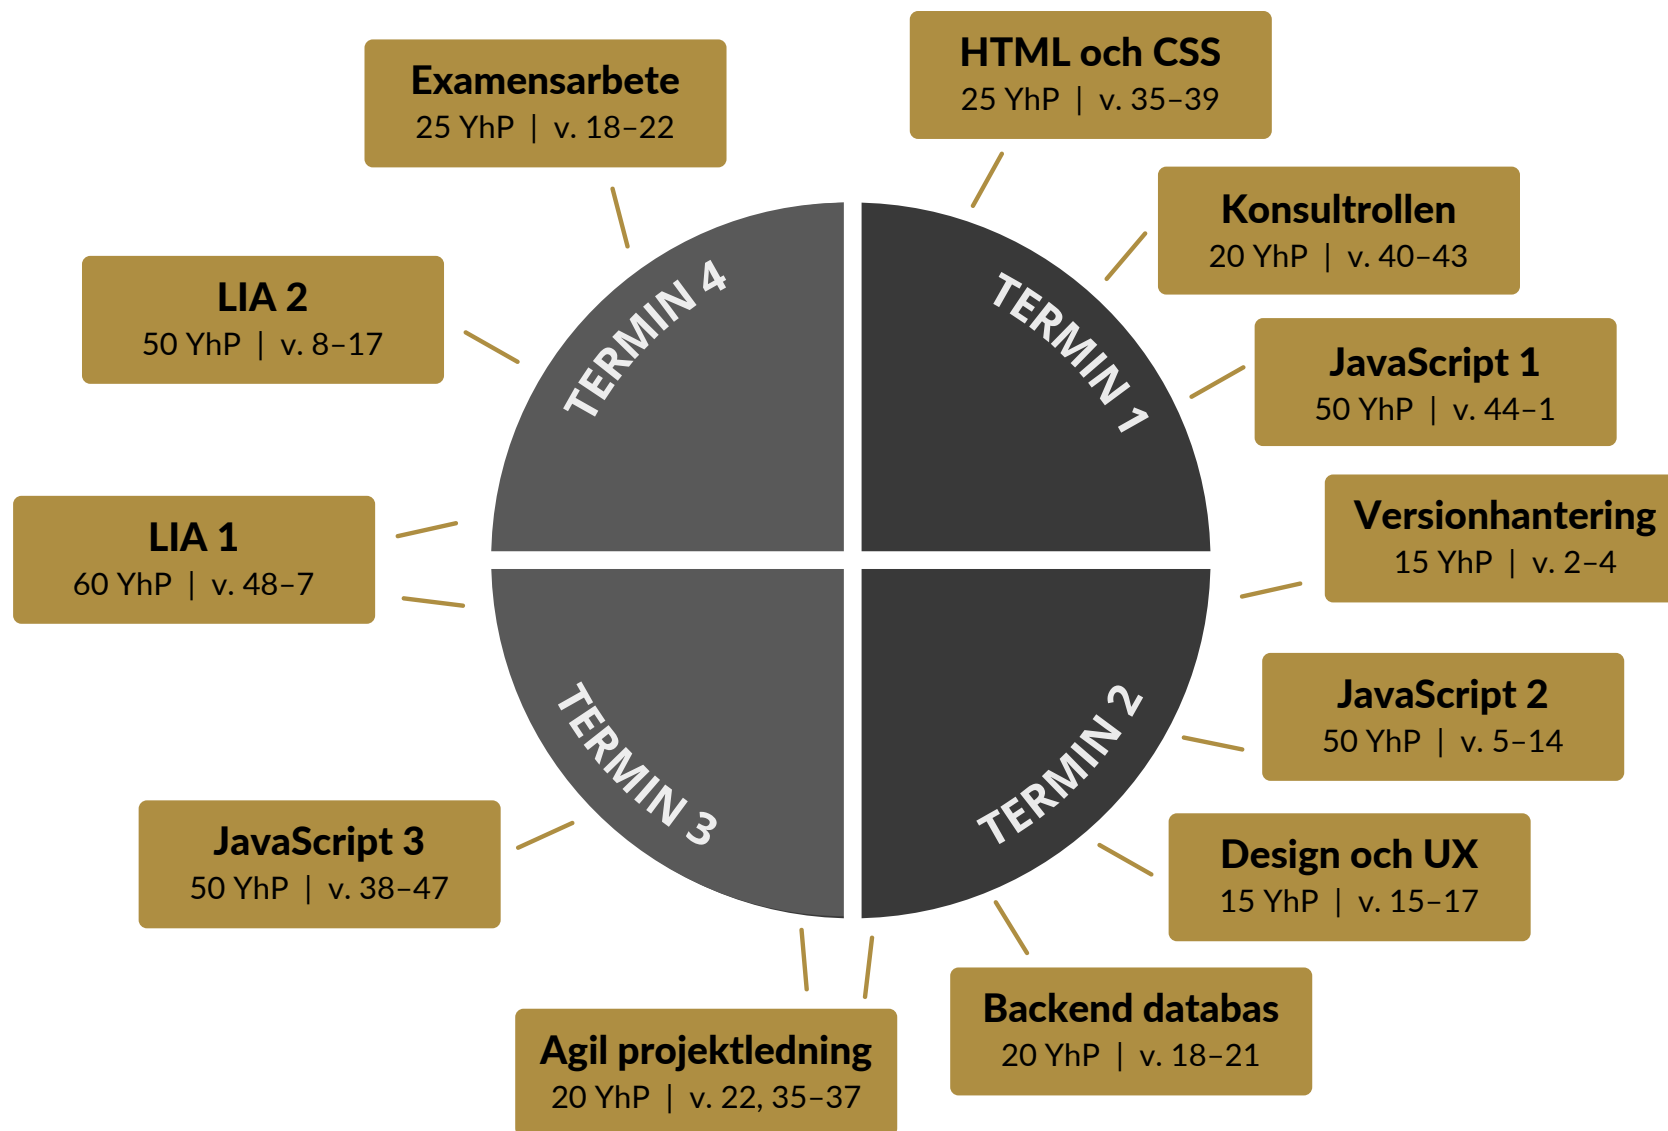 HTML och CSS
25 YhP | v. 35–39
Konsultrollen
20 YhP | v. 40–43
JavaScript 1
50 YhP | v. 44–1
Versionhantering
15 YhP | v. 2–4
JavaScript 2
50 YhP | v. 5–14
Design och UX
15 YhP | v. 15–17
Backend databas
20 YhP | v. 18–21
Agil projektledning
20 YhP | v. 22, 35–37
JavaScript 3
50 YhP | v. 38–47
LIA 1
60 YhP | v. 48–7
LIA 2
50 YhP | v. 8–17
Examensarbete
25 YhP | v. 18–22
TERMIN 1
TERMIN 2
TERMIN 3
TERMIN 4